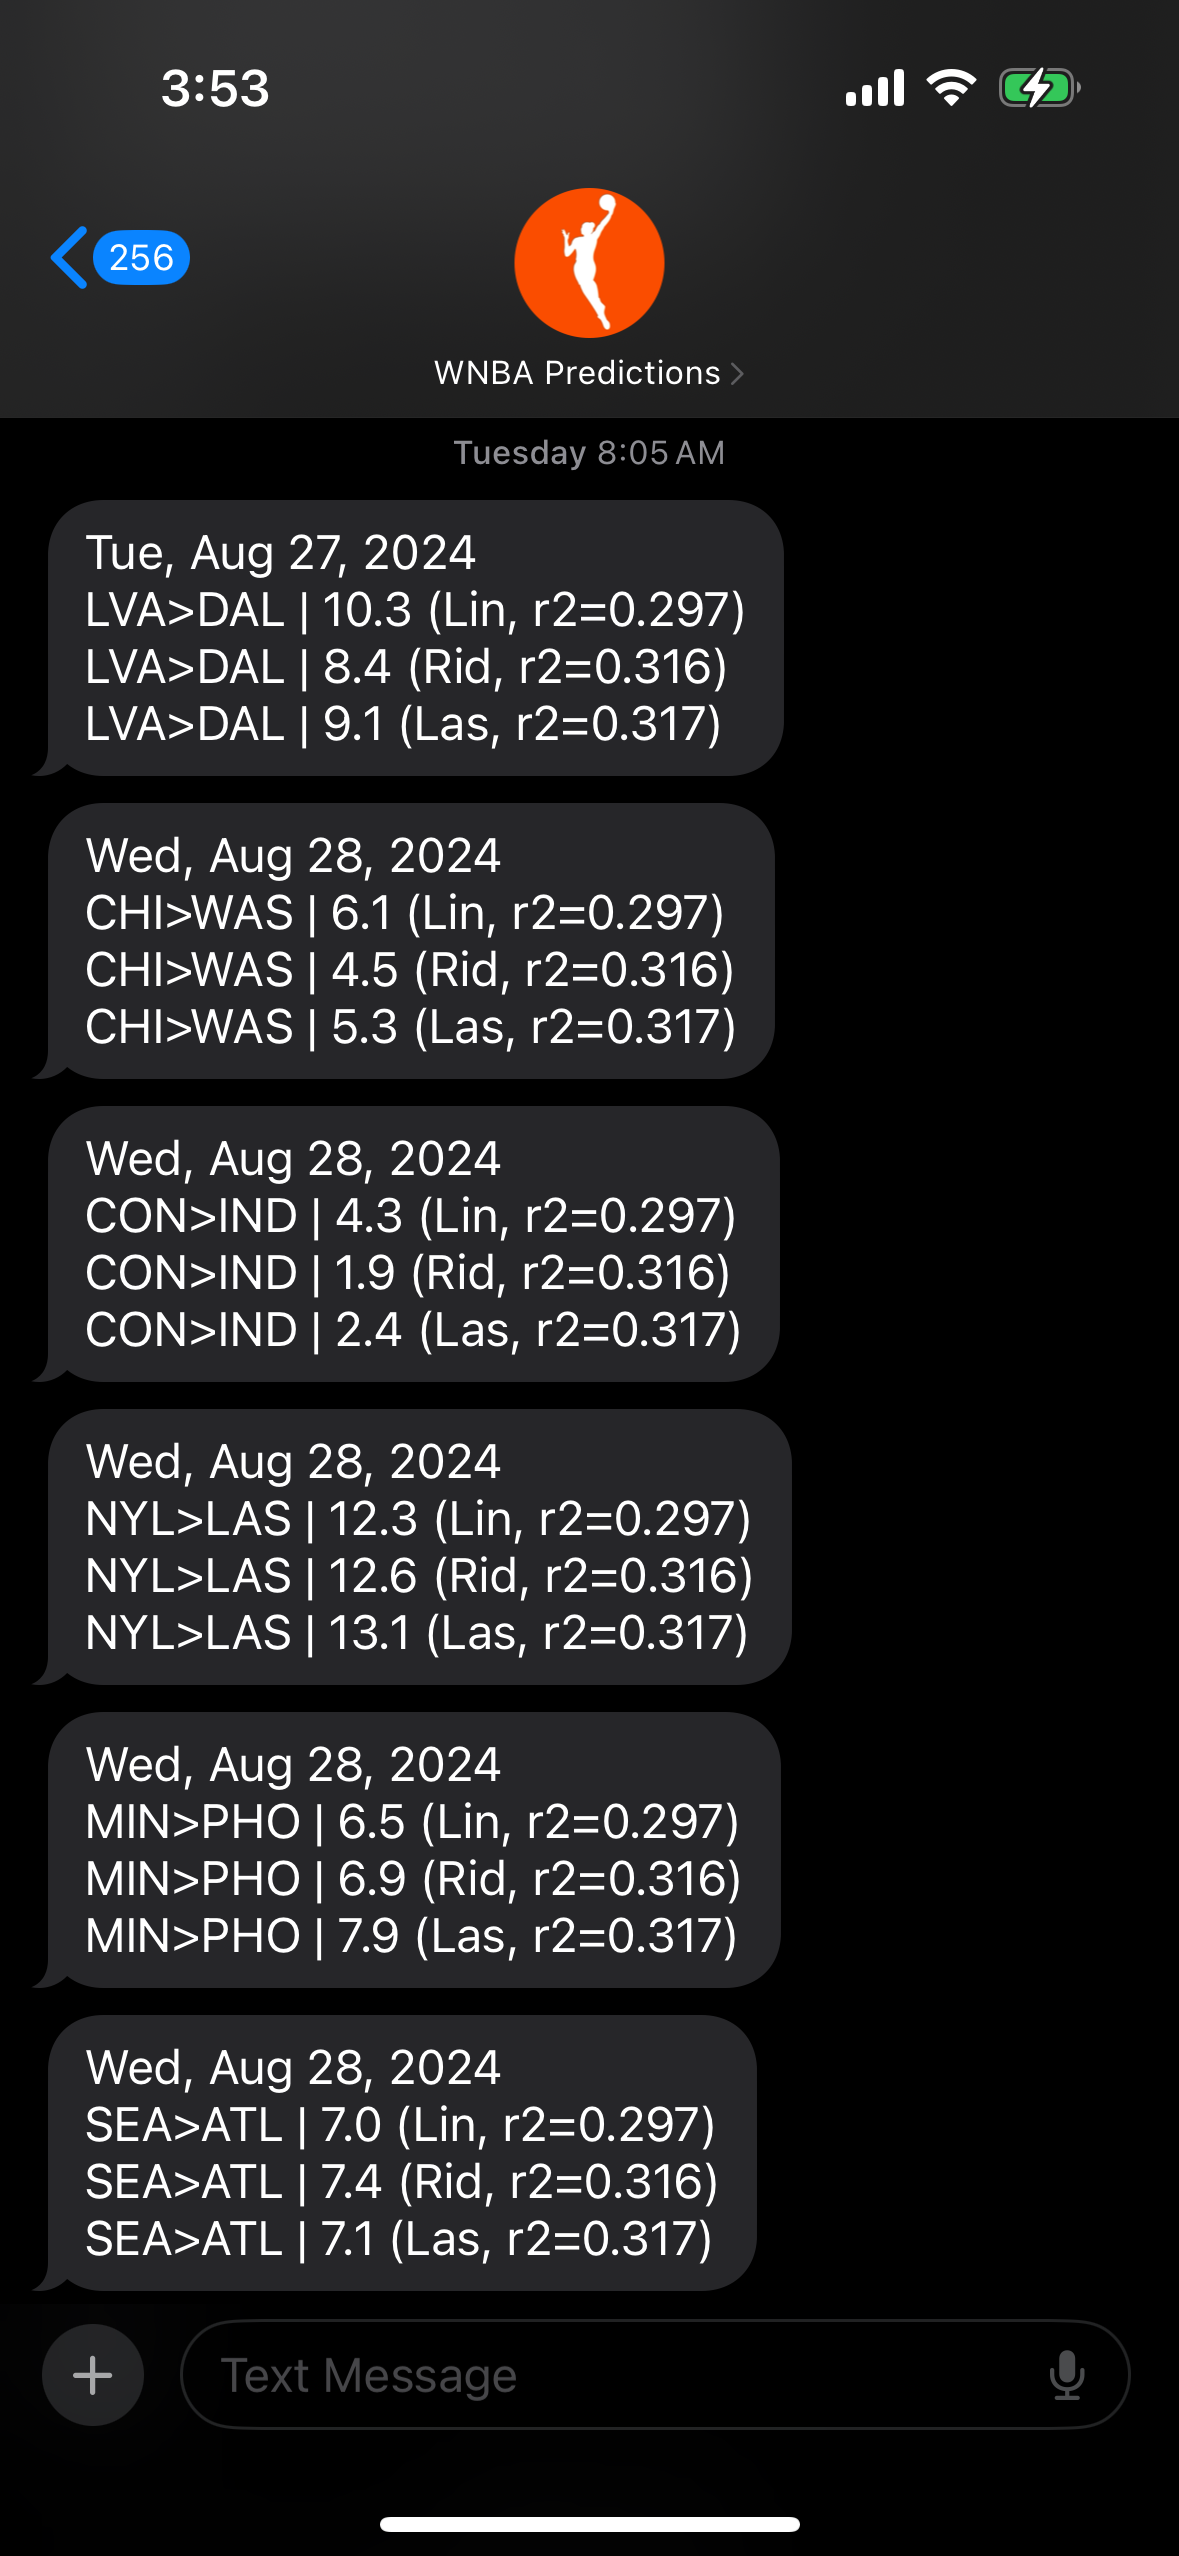 3:53
256
WNBA Predictions
Tuesday 8:05 AM
Tue, Aug 27, 2024
LVA>DAL | 10.3 (Lin, r2=0.297)
LVA>DAL | 8.4 (Rid, r2=0.316)
LVA>DAL | 9.1 (Las, r2=0.317)
Wed, Aug 28, 2024
CHI>WAS | 6.1 (Lin, r2=0.297)
CHI>WAS | 4.5 (Rid, r2=0.316)
CHI>WAS | 5.3 (Las, r2=0.317)
Wed, Aug 28, 2024
CON>IND | 4.3 (Lin, r2=0.297)
CON>IND | 1.9 (Rid, r2=0.316)
CON>IND | 2.4 (Las, r2=0.317)
Wed, Aug 28, 2024
NYL>LAS | 12.3 (Lin, r2=0.297)
NYL>LAS | 12.6 (Rid, r2=0.316)
NYL>LAS | 13.1 (Las, r2=0.317)
Wed, Aug 28, 2024
MIN>PHO | 6.5 (Lin, r2=0.297)
MIN>PHO | 6.9 (Rid, r2=0.316)
MIN>PHO | 7.9 (Las, r2=0.317)
Wed, Aug 28, 2024
SEA>ATL | 7.0 (Lin, r2=0.297)
SEA>ATL | 7.4 (Rid, r2=0.316)
SEA>ATL | 7.1 (Las, r2=0.317)
Text Message